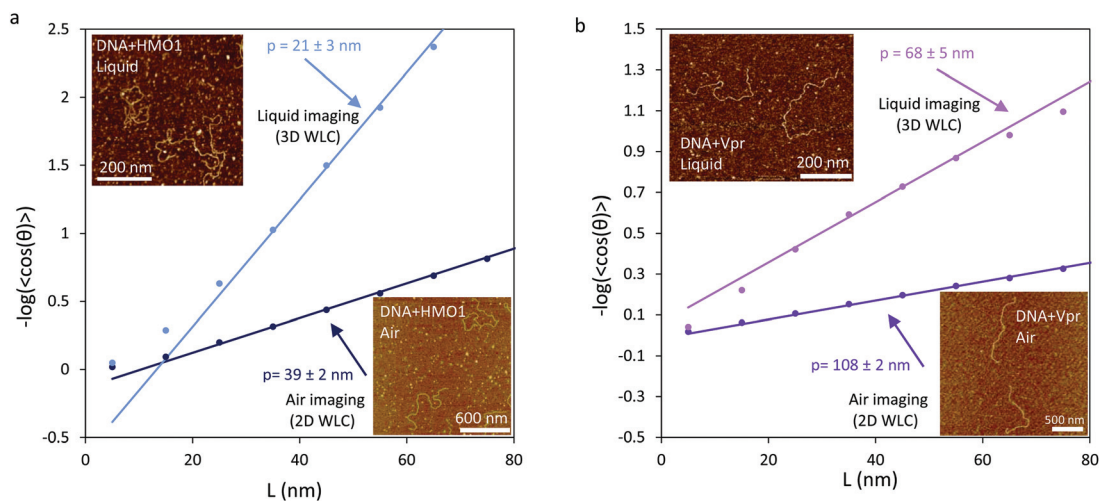 a
-log(<cos(θ)>)
2.5
2
1.5
1
0.5
0
-0.5
0
20
40
60
80
L (nm)
DNA+HMO1
Liquid
200 nm
p = 21 ± 3 nm
Liquid imaging
(3D WLC)
p= 39 ± 2 nm
Air imaging
(2D WLC)
DNA+HMO1
Air
600 nm
b
-log(<cos(θ)>)
1.5
1.3
1.1
0.9
0.7
0.5
0.3
0.1
-0.1
-0.3
-0.5
0
20
40
60
80
L (nm)
DNA+Vpr
Liquid
200 nm
p = 68 ± 5 nm
Liquid imaging
(3D WLC)
p= 108 ± 2 nm
Air imaging
(2D WLC)
DNA+Vpr
Air
500 nm